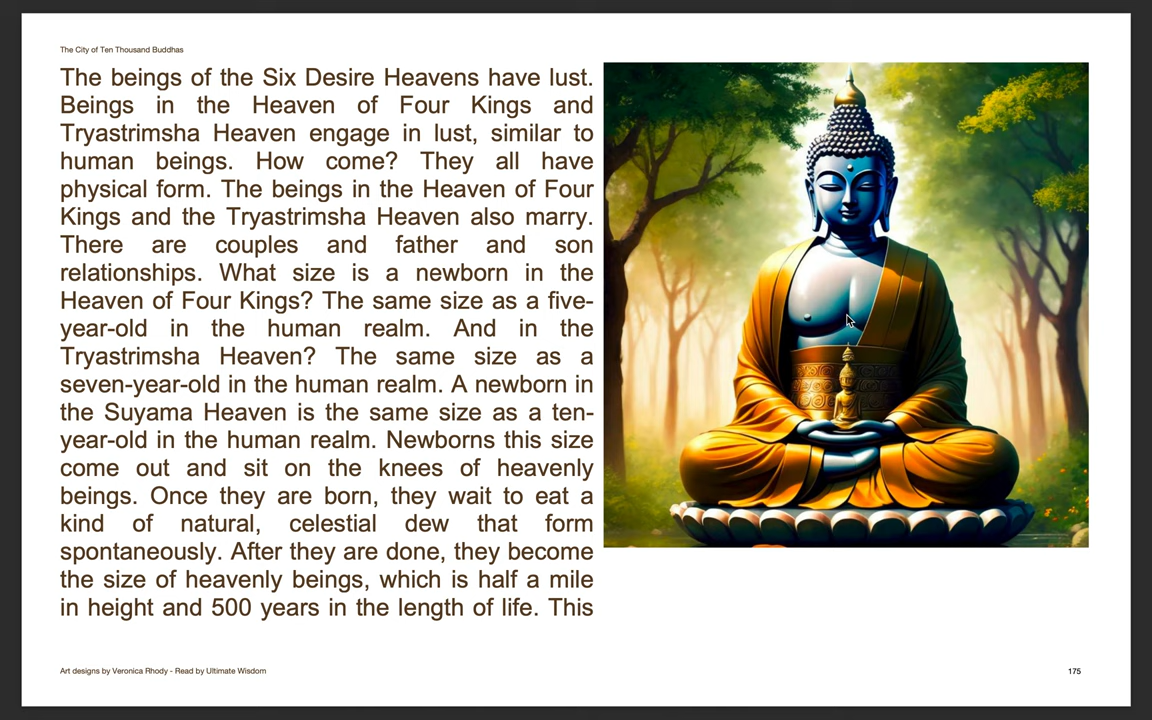 The City of Ten Thousand Buddhas
The beings of the Six Desire Heavens have lust.
Beings in the Heaven of Four Kings and
Tryastrimsha Heaven engage in lust, similar to
human beings. How come? They all have
physical form. The beings in the Heaven of Four
Kings and the Tryastrimsha Heaven also marry.
There are couples and father and son
relationships. What size is a newborn in the
Heaven of Four Kings? The same size as a five-
year-old in the human realm. And in the
Tryastrimsha Heaven? The same size as a
seven-year-old in the human realm. A newborn in
the Suyama Heaven is the same size as a ten-
year-old in the human realm. Newborns this size
come out and sit on the knees of heavenly
beings. Once they are born, they wait to eat a
kind of natural, celestial dew that form
spontaneously. After they are done, they become
the size of heavenly beings, which is half a mile
in height and 500 years in the length of life. This
Art designs by Veronica Rhody - Read by Ultimate Wisdom
175